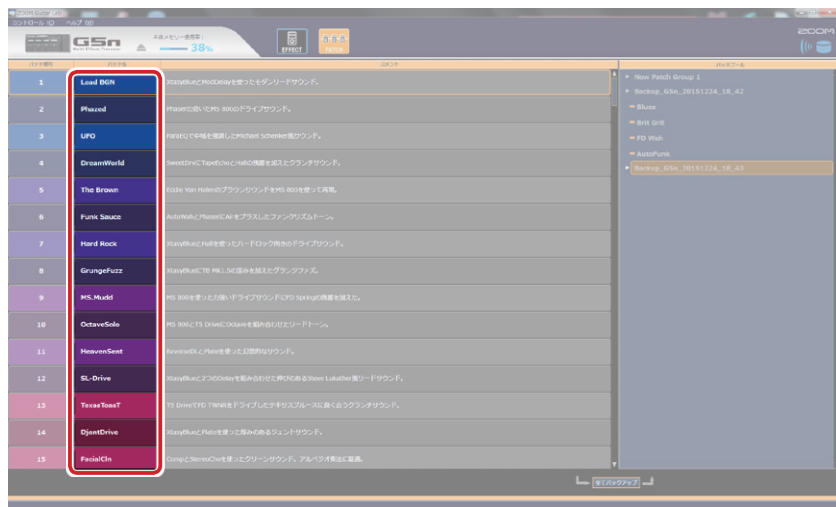 ZOOM Guitar LAB
コントロール (C) ヘルプ (H)
G5n
Multi-Effects Processor
本体メモリー使用率:
38%
EFFECT
PATCH
ZOOM
パッチ番号 パッチ名 コメント パッチプール
1 Lead BGN XtasyBlueとModDelayを使ったモダンリードサウンド。
2 Phazed Phaserの効いたMS 800のドライブサウンド。
3 UFO ParaEQで中域を強調したMichael Schenker風サウンド。
4 DreamWorld SweetDrvにTapeEchoとHallの残響を加えたクランチサウンド。
5 The Brown Eddie Van HalenのブラウンサウンドをMS 800を使って再現。
6 Funk Sauce AutoWahとPhaserにAirをプラスしたファンクリズムトーン。
7 Hard Rock XtasyBlueとHallを使ったハードロック向きのドライブサウンド。
8 GrungeFuzz XtasyBlueにTB MK1.5の歪みを加えたグランジファズ。
9 MS.Mudd MS 800を使った力強いドライブサウンドにFD Springの残響を加えた。
10 OctaveSolo MS 800とTS DriveにOctaveを組み合わせたリードトーン。
11 HeavenSent ReverseDLとPlateを使った幻想的なサウンド。
12 SL-Drive XtasyBlueと2つのDelayを組み合わせた伸びのあるSteve Lukather風リードサウンド。
13 TexasToasT TS DriveでFD TWNRをドライブしたテキサスブルースに良く合うクランチサウンド。
14 DjentDrive XtasyBlueとPlateを使った厚みのあるジェントサウンド。
15 FacialCln CompとStereoChoを使ったクリーンサウンド。アルペジオ奏法に最適。
New Patch Group 1
Backup_G5n_20151224_18_42
Bluse
Brit Grit
FD Wah
AutoFunk
Backup_G5n_20151224_18_43
全てバックアップ